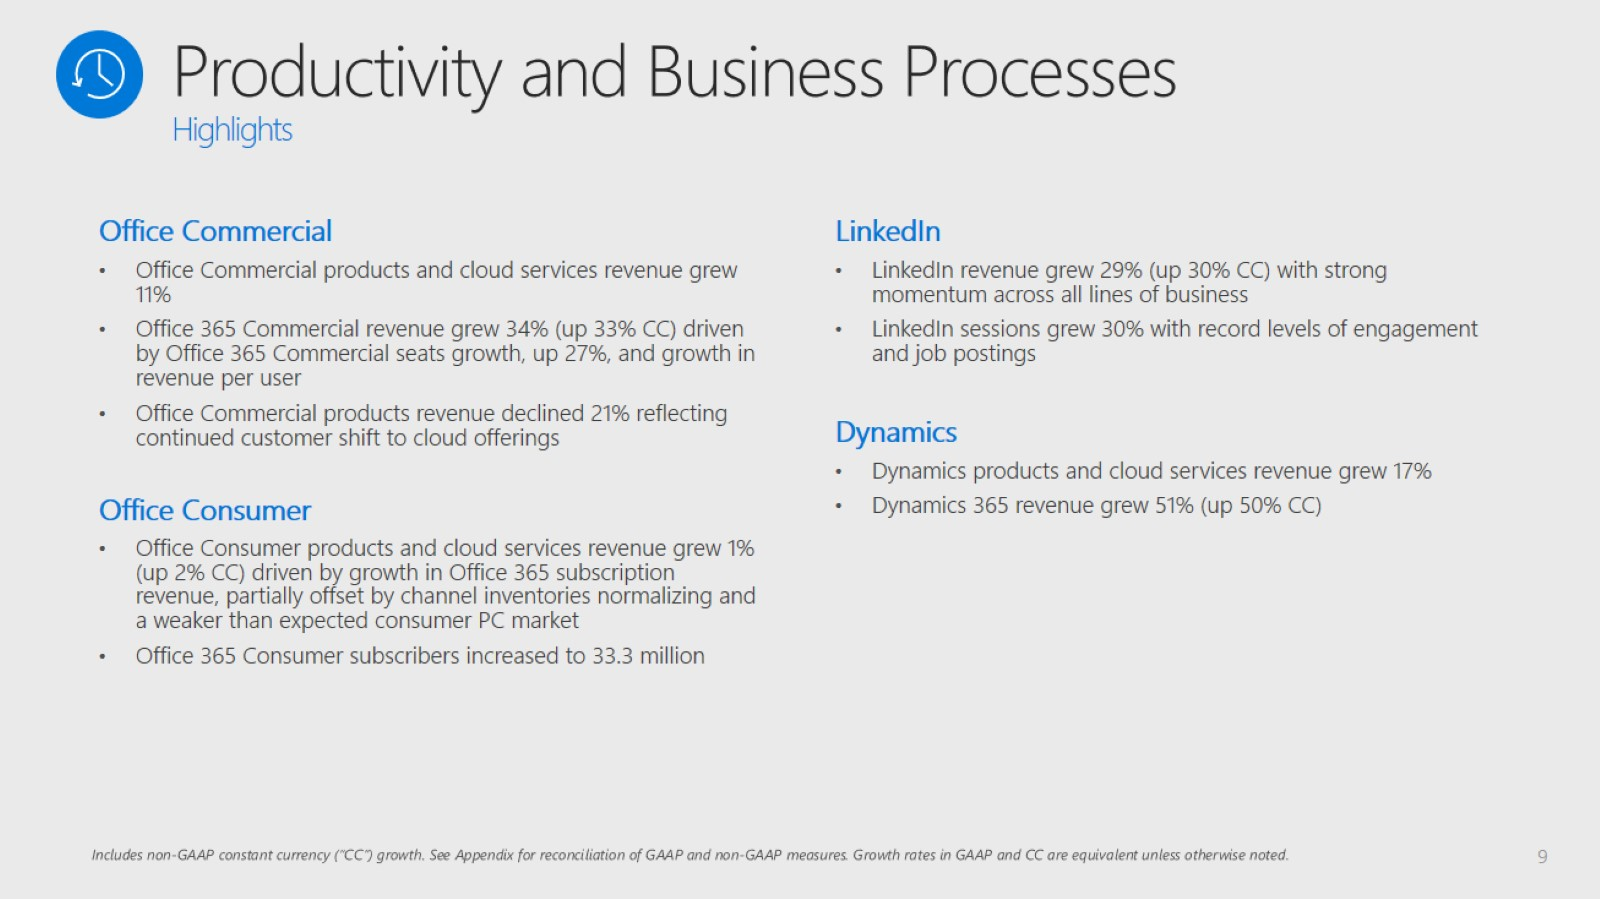 Productivity and Business Processes
Highlights
Office Commercial
• Office Commercial products and cloud services revenue grew
11%
• Office 365 Commercial revenue grew 34% (up 33% CC) driven
by Office 365 Commercial seats growth, up 27%, and growth in
revenue per user
• Office Commercial products revenue declined 21% reflecting
continued customer shift to cloud offerings
Office Consumer
• Office Consumer products and cloud services revenue grew 1%
(up 2% CC) driven by growth in Office 365 subscription
revenue, partially offset by channel inventories normalizing and
a weaker than expected consumer PC market
• Office 365 Consumer subscribers increased to 33.3 million
LinkedIn
• LinkedIn revenue grew 29% (up 30% CC) with strong
momentum across all lines of business
• LinkedIn sessions grew 30% with record levels of engagement
and job postings
Dynamics
• Dynamics products and cloud services revenue grew 17%
• Dynamics 365 revenue grew 51% (up 50% CC)
Includes non-GAAP constant currency ("CC") growth. See Appendix for reconciliation of GAAP and non-GAAP measures. Growth rates in GAAP and CC are equivalent unless otherwise noted.
9